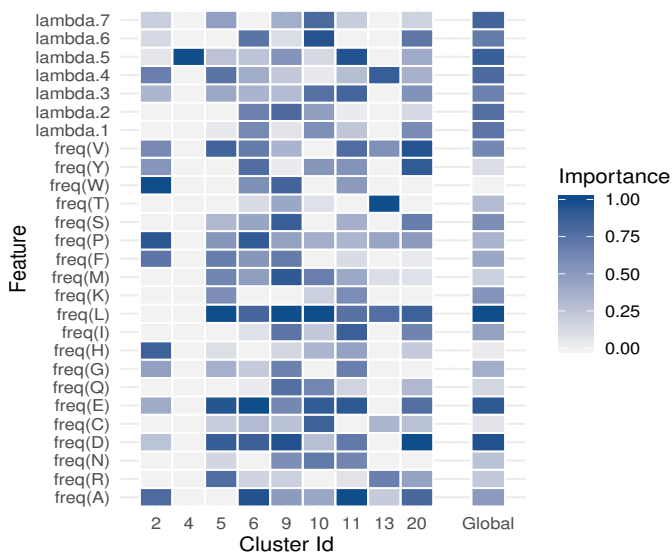 lambda.7
lambda.6
lambda.5
lambda.4
lambda.3
lambda.2
lambda.1
freq(V)
freq(Y)
freq(W)
freq(T)
freq(S)
freq(P)
freq(F)
freq(M)
freq(K)
freq(L)
freq(I)
freq(H)
freq(G)
freq(Q)
freq(E)
freq(C)
freq(D)
freq(N)
freq(R)
freq(A)
Feature
2 4 5 6 9 10 11 13 20 Global
Cluster Id
Importance
1.00
0.75
0.50
0.25
0.00